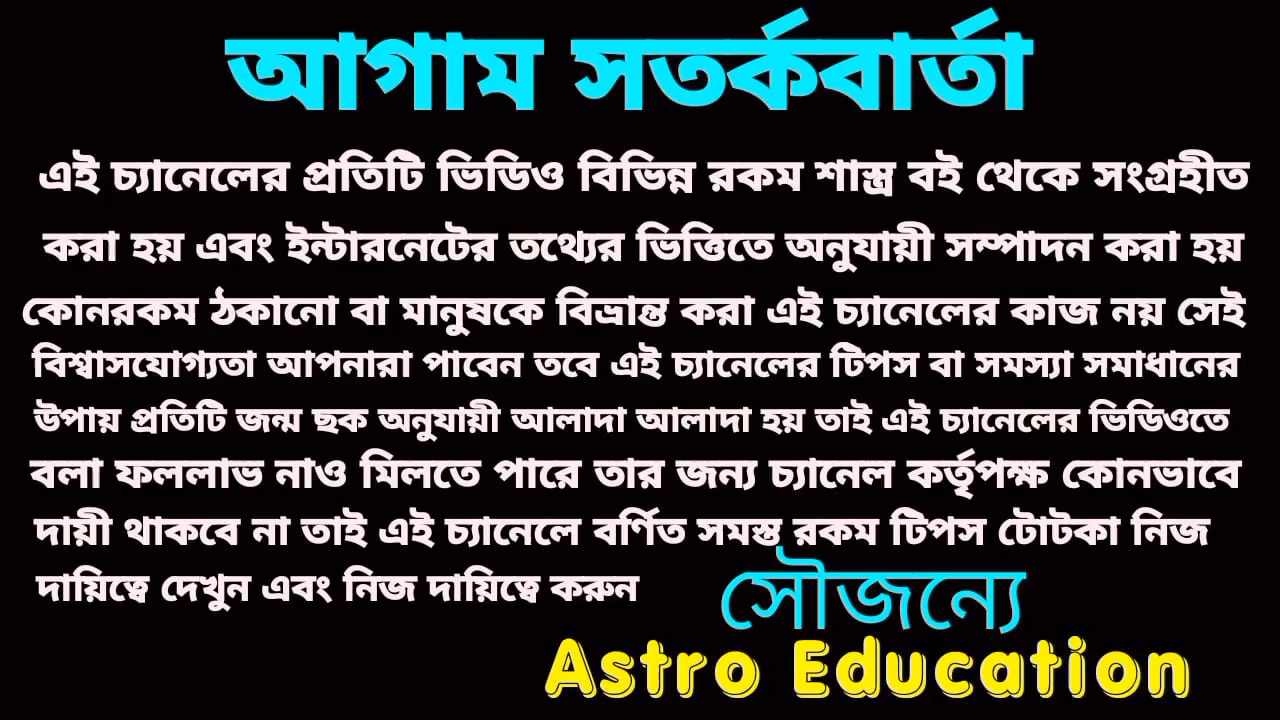 আগাম সতর্কবার্তা
এই চ্যানেলের প্রতিটি ভিডিও বিভিন্ন রকম শাস্ত্র বই থেকে সংগ্রহীত
করা হয় এবং ইন্টারনেটের তথ্যের ভিত্তিতে অনুযায়ী সম্পাদন করা হয়
কোনরকম ঠকানো বা মানুষকে বিভ্রান্ত করা এই চ্যানেলের কাজ নয় সেই
বিশ্বাসযোগ্যতা আপনারা পাবেন তবে এই চ্যানেলের টিপস বা সমস্যা সমাধানের
উপায় প্রতিটি জন্ম ছক অনুযায়ী আলাদা আলাদা হয় তাই এই চ্যানেলের ভিডিওতে
বলা ফললাভ নাও মিলতে পারে তার জন্য চ্যানেল কর্তৃপক্ষ কোনভাবে
দায়ী থাকবে না তাই এই চ্যানেলে বর্ণিত সমস্ত রকম টিপস টোটকা নিজ
দায়িত্বে দেখুন এবং নিজ দায়িত্বে করুন
সৌজন্যে
Astro Education